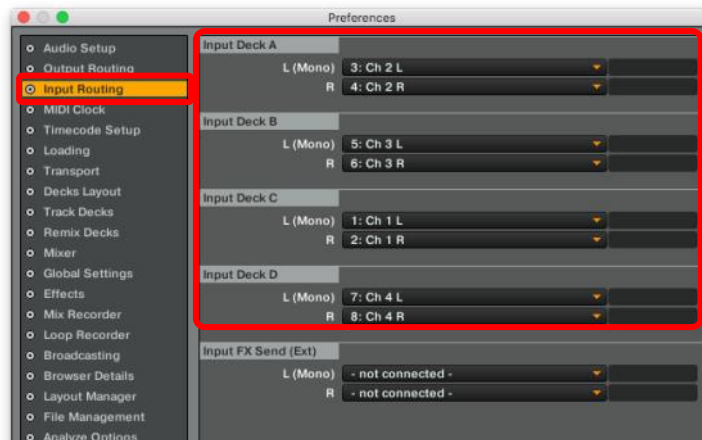 Preferences
Audio Setup
Output Routing
Input Routing
MIDI Clock
Timecode Setup
Loading
Transport
Decks Layout
Track Decks
Remix Decks
Mixer
Global Settings
Effects
Mix Recorder
Loop Recorder
Broadcasting
Browser Details
Layout Manager
File Management
Analyze Options
Input Deck A
L (Mono) 3: Ch 2 L
R 4: Ch 2 R
Input Deck B
L (Mono) 5: Ch 3 L
R 6: Ch 3 R
Input Deck C
L (Mono) 1: Ch 1 L
R 2: Ch 1 R
Input Deck D
L (Mono) 7: Ch 4 L
R 8: Ch 4 R
Input FX Send (Ext)
L (Mono) - not connected -
R - not connected -